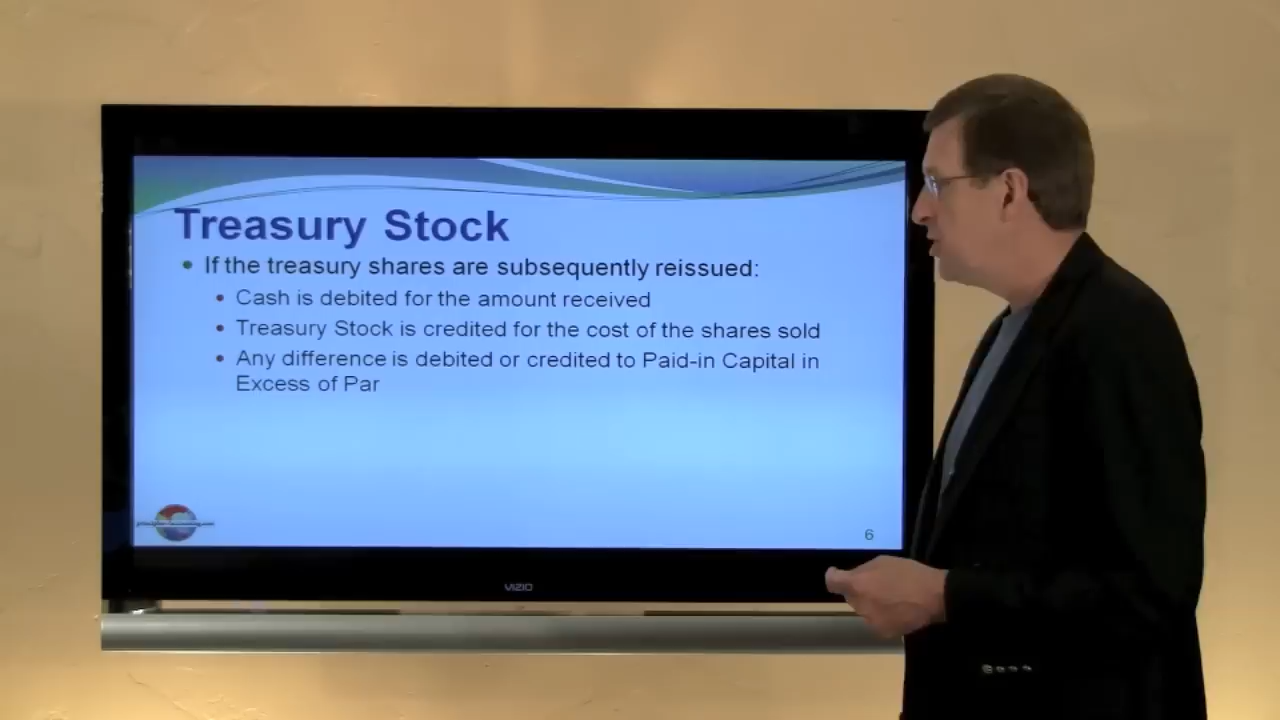 Treasury Stock
• If the treasury shares are subsequently reissued:
• Cash is debited for the amount received
• Treasury Stock is credited for the cost of the shares sold
• Any difference is debited or credited to Paid-in Capital in
Excess of Par
6
VIZIO